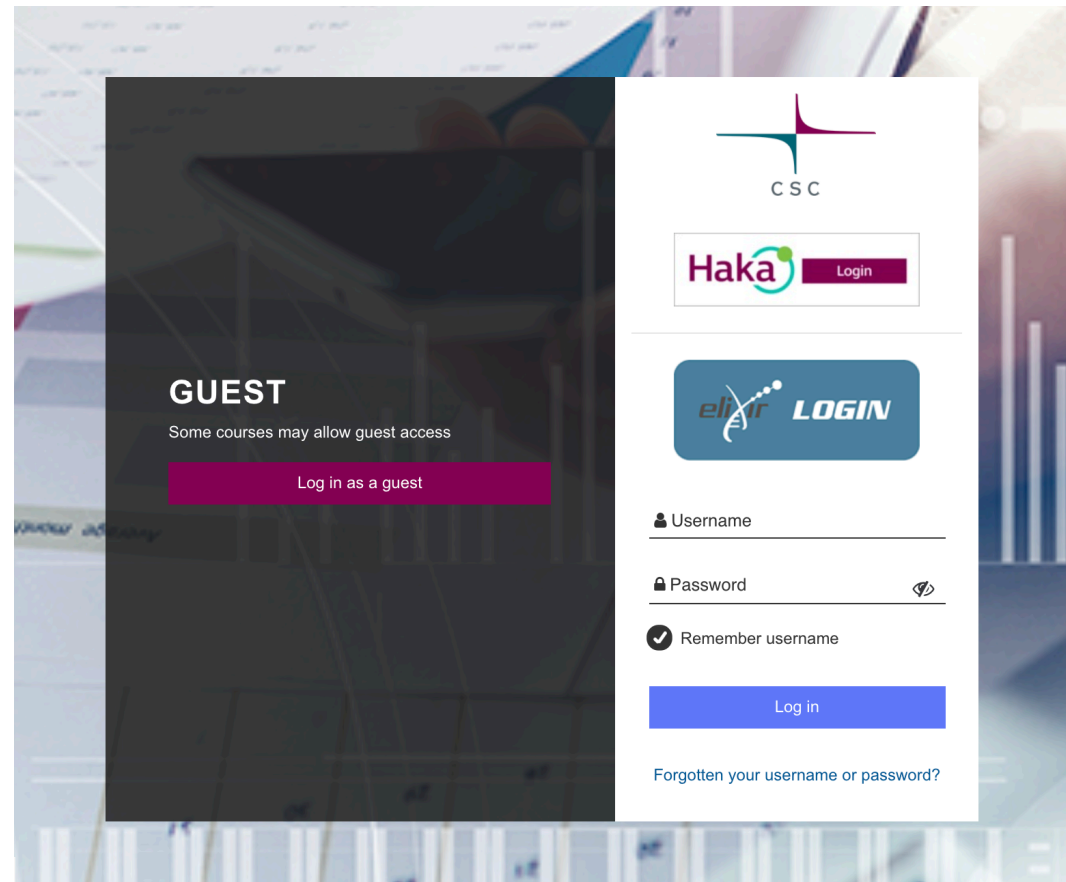 GUEST
Some courses may allow guest access
Log in as a guest
CSC
Haka Login
elixir LOGIN
Username
Password
Remember username
Log in
Forgotten your username or password?